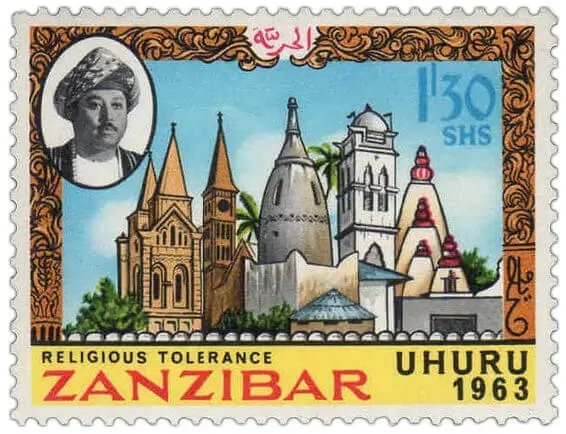 الحرية
1'30
SHS
RELIGIOUS TOLERANCE
ZANZIBAR
UHURU
1963